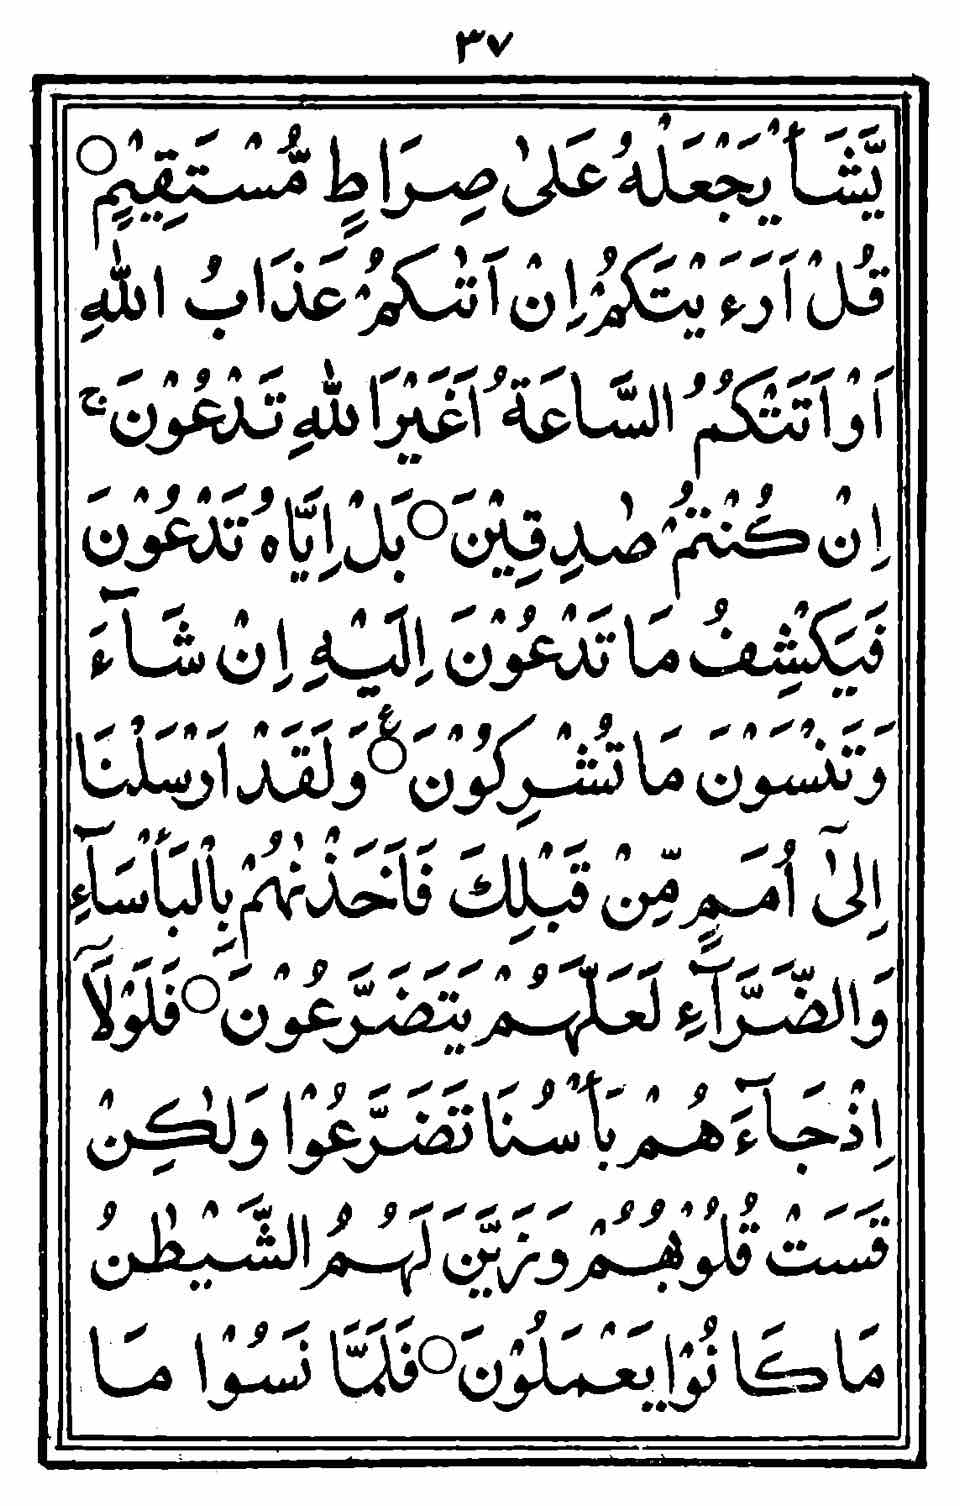 ٣٧
يَّشَأْ يَجْعَلْهُ عَلٰى صِرَاطٍ مُّسْتَقِيْمٍ ○
قُلْ اَرَءَيْتَكُمْ اِنْ اَتٰىكُمْ عَذَابُ اللّٰهِ
اَوْ اَتَتْكُمُ السَّاعَةُ اَغَيْرَ اللّٰهِ تَدْعُوْنَ ۚ
اِنْ كُنْتُمْ صٰدِقِيْنَ ○ بَلْ اِيَّاهُ تَدْعُوْنَ
فَيَكْشِفُ مَا تَدْعُوْنَ اِلَيْهِ اِنْ شَآءَ
وَتَنْسَوْنَ مَا تُشْرِكُوْنَ ○ع وَلَقَدْ اَرْسَلْنَا
اِلٰۤى اُمَمٍ مِّنْ قَبْلِكَ فَاَخَذْنٰهُمْ بِالْبَأْسَآءِ
وَالضَّرَّآءِ لَعَلَّهُمْ يَتَضَرَّعُوْنَ ○ فَلَوْلَآ
اِذْ جَآءَهُمْ بَأْسُنَا تَضَرَّعُوْا وَلٰكِنْ
قَسَتْ قُلُوْبُهُمْ وَزَيَّنَ لَهُمُ الشَّيْطٰنُ
مَا كَانُوْا يَعْمَلُوْنَ ○ فَلَمَّا نَسُوْا مَا